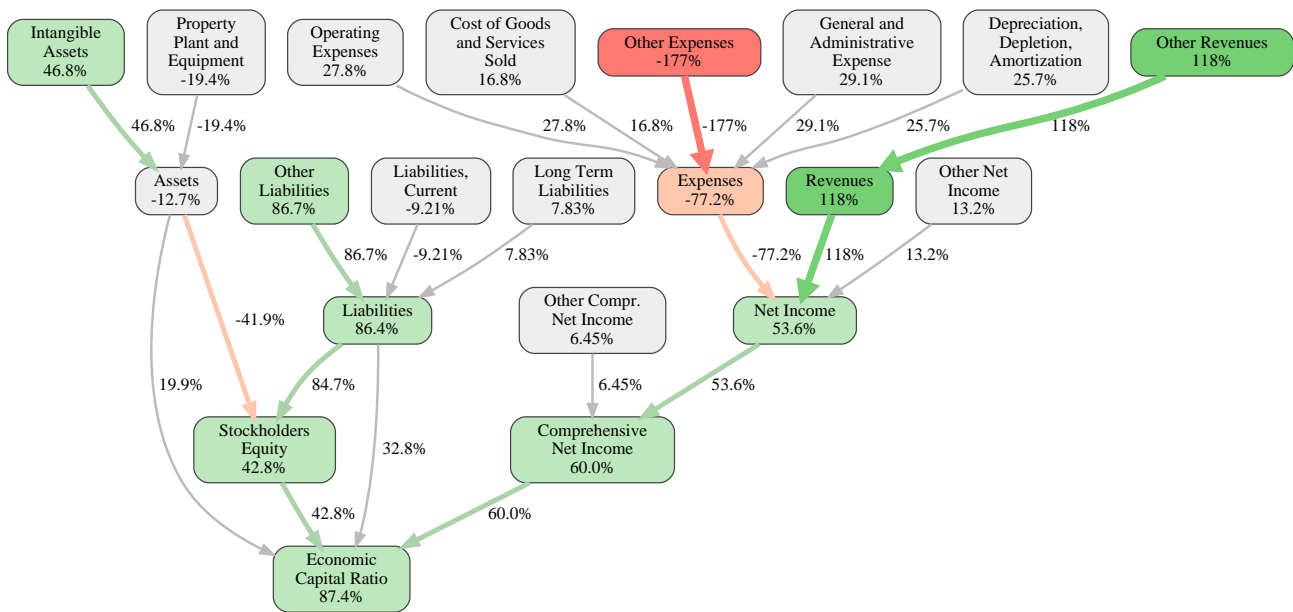 Intangible
Assets
46.8%
Property
Plant and
Equipment
-19.4%
Operating
Expenses
27.8%
Cost of Goods
and Services
Sold
16.8%
Other Expenses
-177%
General and
Administrative
Expense
29.1%
Depreciation,
Depletion,
Amortization
25.7%
Other Revenues
118%
46.8%
-19.4%
27.8%
16.8%
-177%
29.1%
25.7%
118%
Assets
-12.7%
Other
Liabilities
86.7%
Liabilities,
Current
-9.21%
Long Term
Liabilities
7.83%
Expenses
-77.2%
Revenues
118%
Other Net
Income
13.2%
86.7%
-9.21%
7.83%
-77.2%
118%
13.2%
-41.9%
Liabilities
86.4%
Other Compr.
Net Income
6.45%
Net Income
53.6%
19.9%
84.7%
6.45%
53.6%
Stockholders
Equity
42.8%
32.8%
Comprehensive
Net Income
60.0%
42.8%
60.0%
Economic
Capital Ratio
87.4%